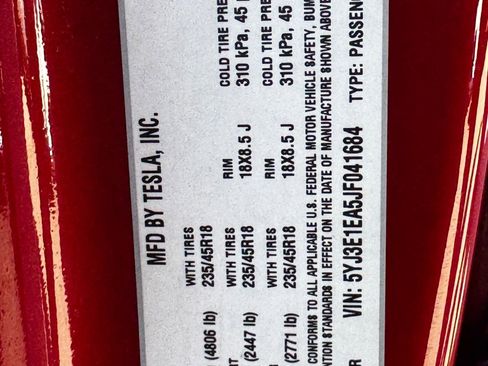 MFD BY TESLA, INC.
(4806 lb) WITH TIRES 235/45R18 RIM 18X8.5 J COLD TIRE PRE 310 kPa, 45
(2447 lb) 235/45R18 18X8.5 J COLD TIRE PRE 310 kPa, 45
(2771 lb) WITH TIRES 235/45R18 RIM 18X8.5 J
CONFORMS TO ALL APPLICABLE U.S. FEDERAL MOTOR VEHICLE SAFETY, BUM
NTION STANDARDS IN EFFECT ON THE DATE OF MANUFACTURE SHOWN ABOVE
VIN: 5YJ3E1EA5JF041684 TYPE: PASSEN